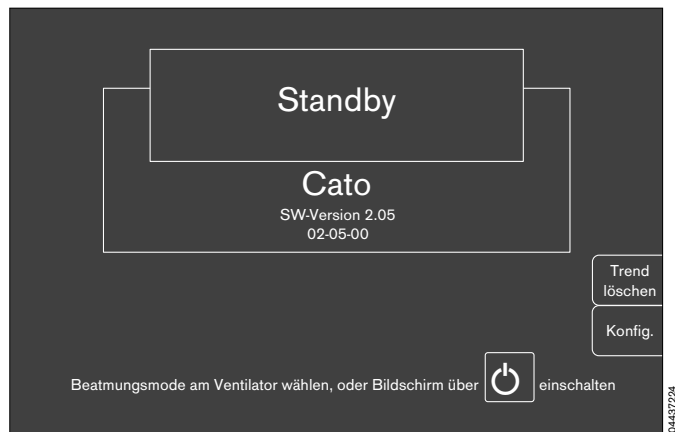 Standby
Cato
SW-Version 2.05
02-05-00
Trend
löschen
Konfig.
Beatmungsmode am Ventilator wählen, oder Bildschirm über einschalten
04437224